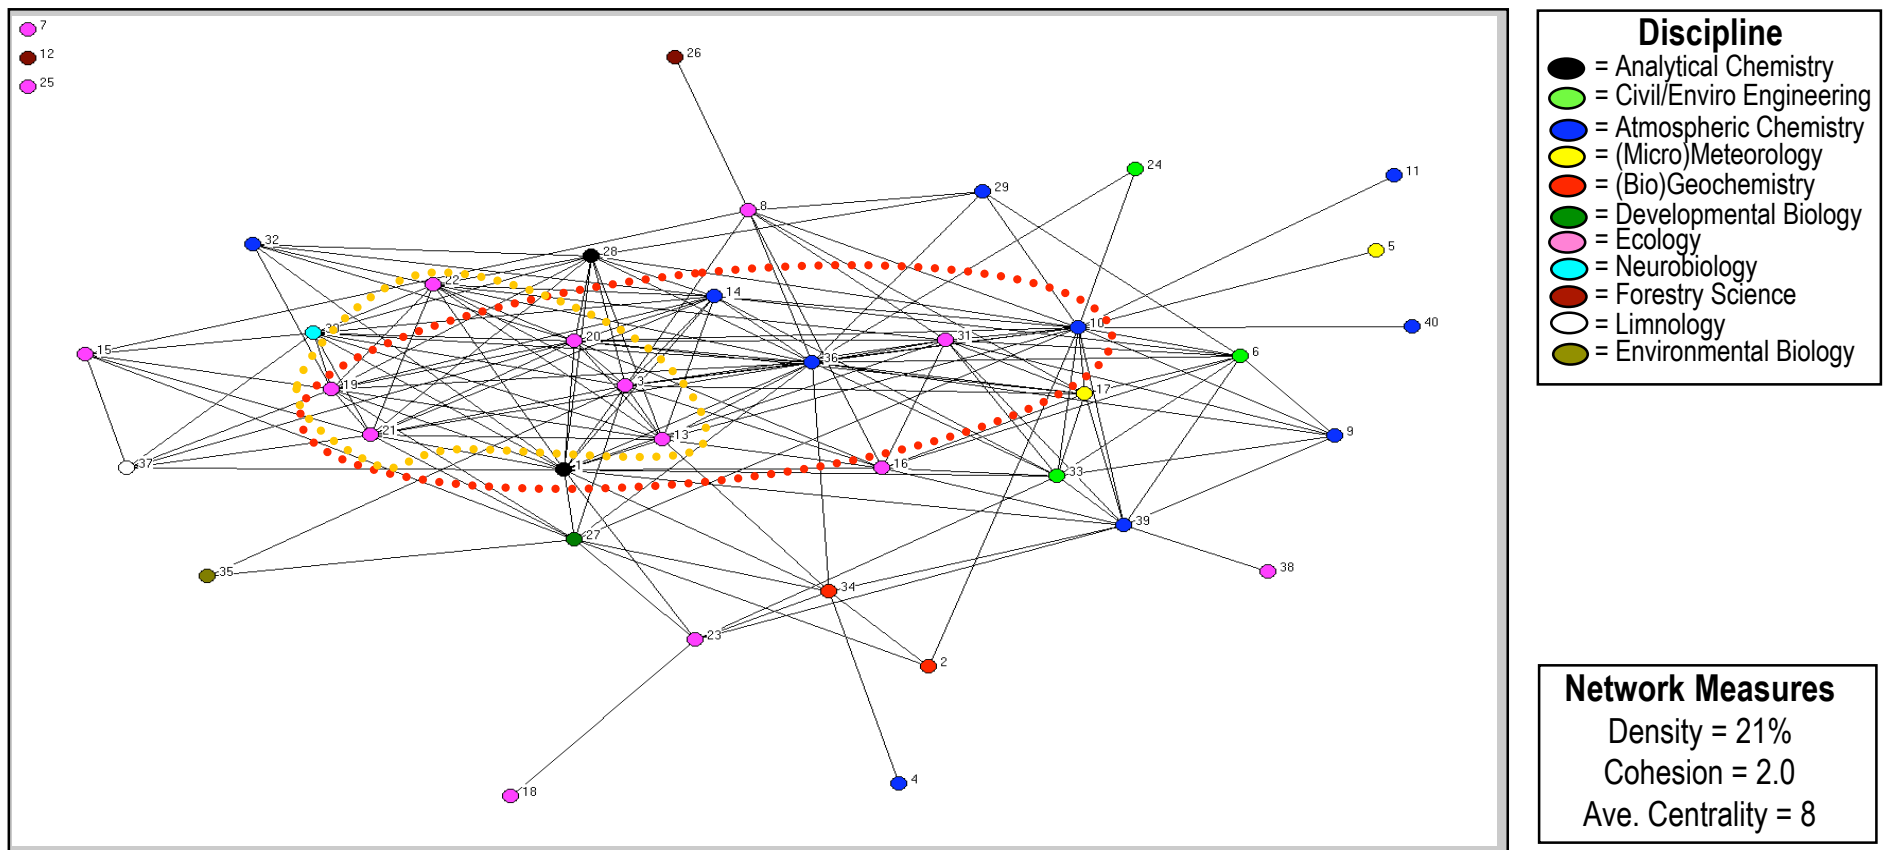 7
12
25
26
24
11
29
8
32
5
28
22
14
10
40
30
20
31
36
6
15
19
3
17
21
13
9
37
1
16
33
39
27
35
38
34
23
2
4
18
Discipline
= Analytical Chemistry
= Civil/Enviro Engineering
= Atmospheric Chemistry
= (Micro)Meteorology
= (Bio)Geochemistry
= Developmental Biology
= Ecology
= Neurobiology
= Forestry Science
= Limnology
= Environmental Biology
Network Measures
Density = 21%
Cohesion = 2.0
Ave. Centrality = 8